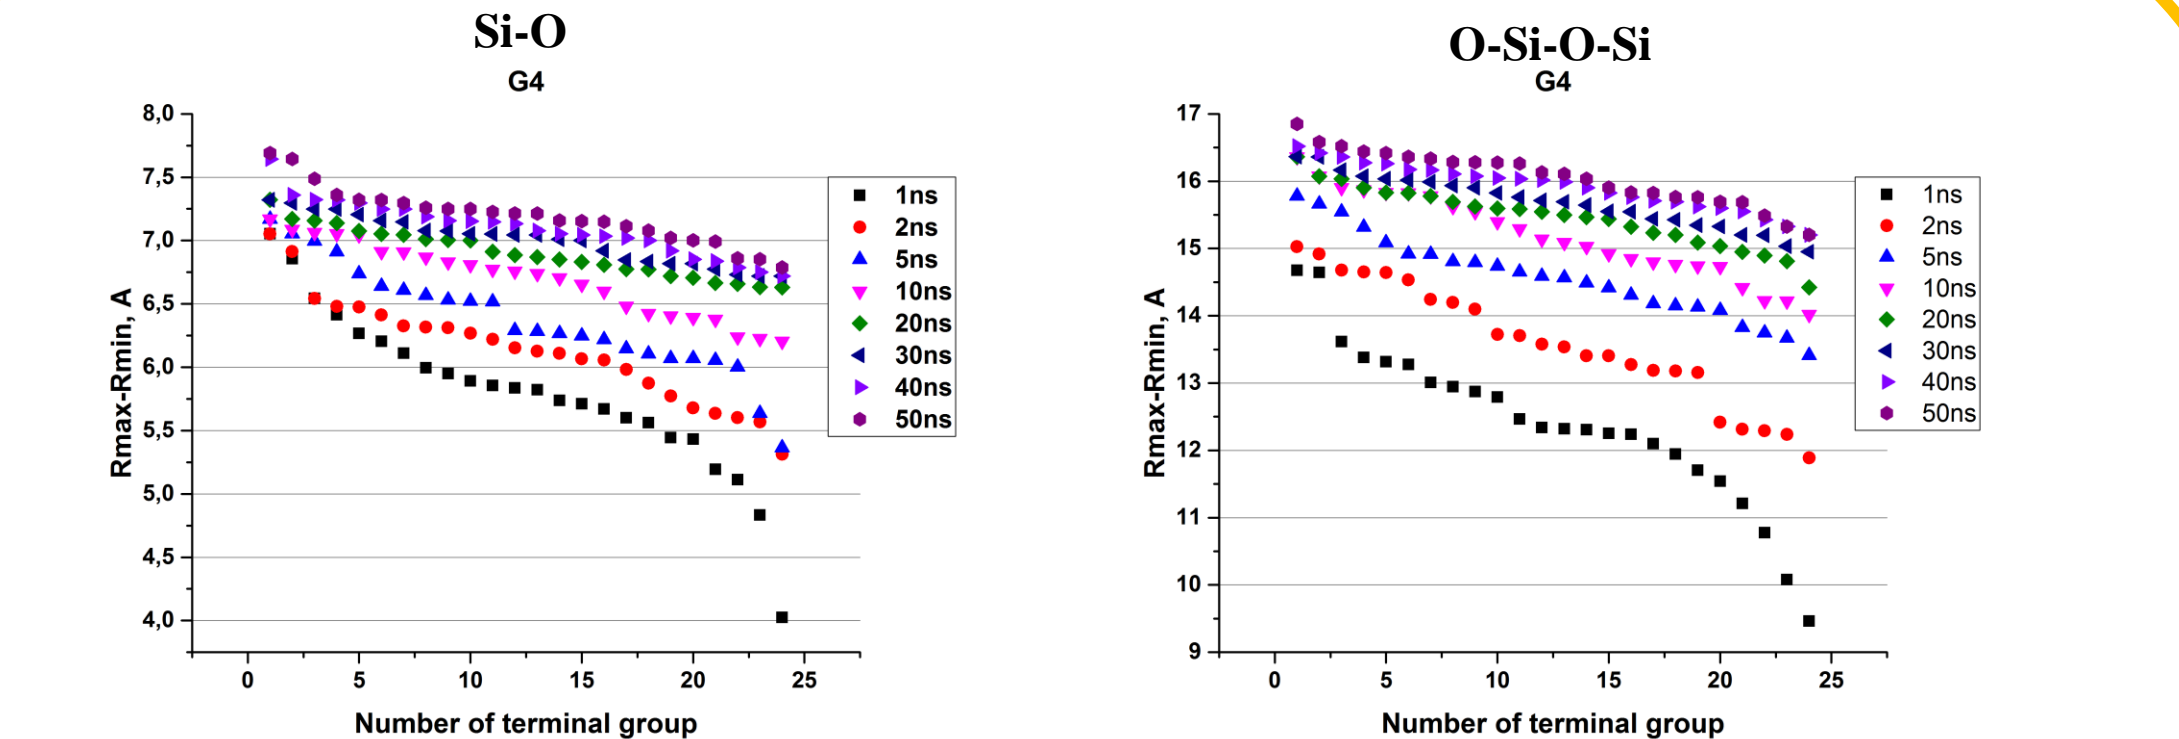 Si-O
G4
8,0
7,5
7,0
6,5
6,0
5,5
5,0
4,5
4,0
Rmax-Rmin, A
0 5 10 15 20 25
Number of terminal group
1ns
2ns
5ns
10ns
20ns
30ns
40ns
50ns
O-Si-O-Si
G4
17
16
15
14
13
12
11
10
9
Rmax-Rmin, A
0 5 10 15 20 25
Number of terminal group
1ns
2ns
5ns
10ns
20ns
30ns
40ns
50ns